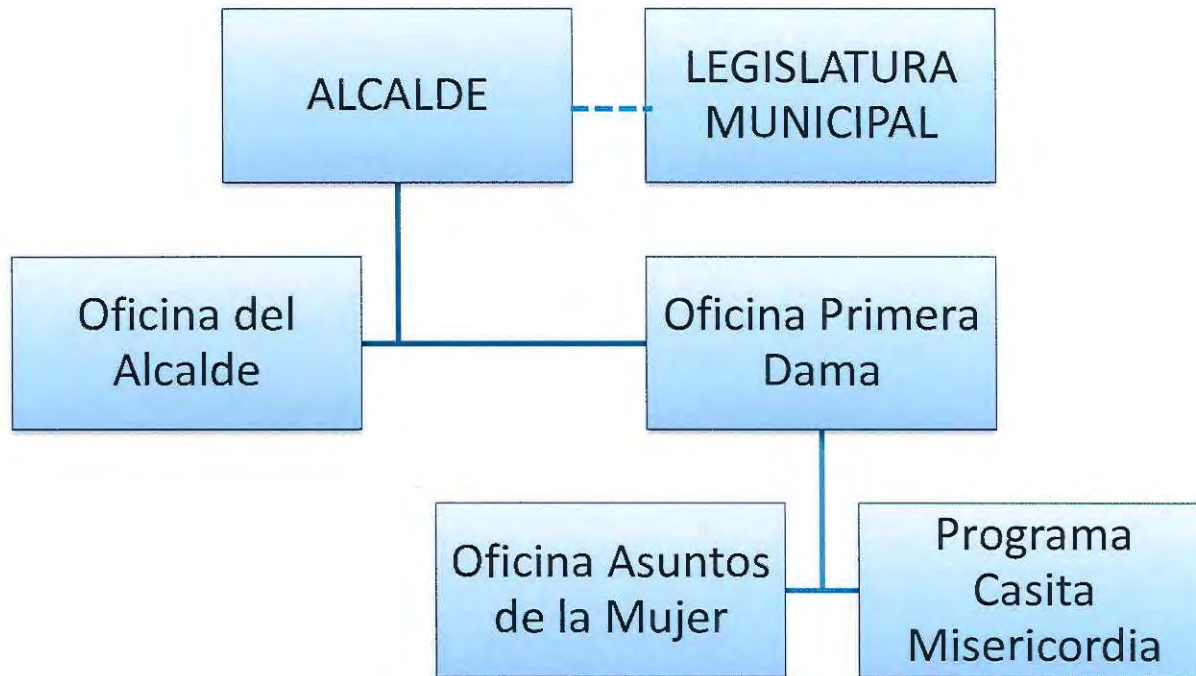 ALCALDE
LEGISLATURA
MUNICIPAL
Oficina del
Alcalde
Oficina Primera
Dama
Oficina Asuntos
de la Mujer
Programa
Casita
Misericordia